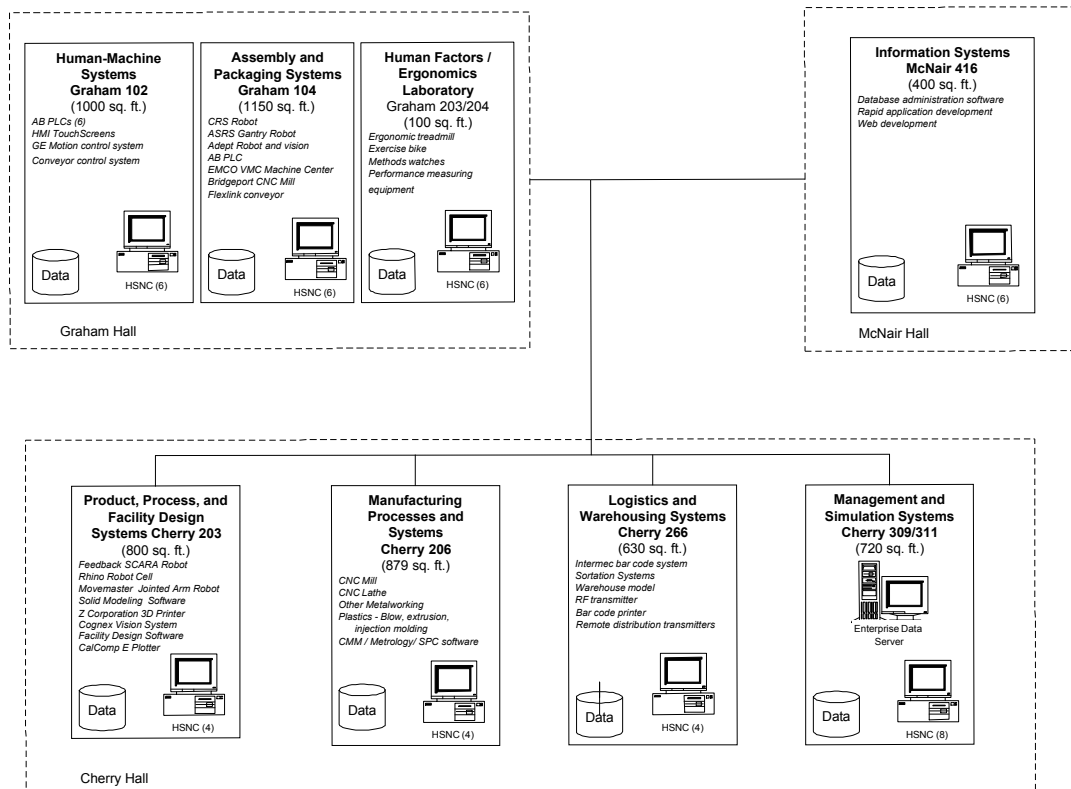 Human-Machine
Systems
Graham 102
(1000 sq. ft.)
AB PLCs (6)
HMI TouchScreens
GE Motion control system
Conveyor control system
Data
HSNC (6)
Assembly and
Packaging Systems
Graham 104
(1150 sq. ft.)
CRS Robot
ASRS Gantry Robot
Adept Robot and vision
AB PLC
EMCO VMC Machine Center
Bridgeport CNC Mill
Flexlink conveyor
Data
HSNC (6)
Human Factors /
Ergonomics
Laboratory
Graham 203/204
(100 sq. ft.)
Ergonomic treadmill
Exercise bike
Methods watches
Performance measuring
equipment
Data
HSNC (6)
Graham Hall
Information Systems
McNair 416
(400 sq. ft.)
Database administration software
Rapid application development
Web development
Data
HSNC (6)
McNair Hall
Product, Process, and
Facility Design
Systems Cherry 203
(800 sq. ft.)
Feedback SCARA Robot
Rhino Robot Cell
Movemaster Jointed Arm Robot
Solid Modeling Software
Z Corporation 3D Printer
Cognex Vision System
Facility Design Software
CalComp E Plotter
Data
HSNC (4)
Manufacturing
Processes and
Systems
Cherry 206
(879 sq. ft.)
CNC Mill
CNC Lathe
Other Metalworking
Plastics - Blow, extrusion,
injection molding
CMM / Metrology/ SPC software
Data
HSNC (4)
Logistics and
Warehousing Systems
Cherry 266
(630 sq. ft.)
Intermec bar code system
Sortation Systems
Warehouse model
RF transmitter
Bar code printer
Remote distribution transmitters
Data
HSNC (4)
Management and
Simulation Systems
Cherry 309/311
(720 sq. ft.)
Enterprise Data
Server
Data
HSNC (8)
Cherry Hall